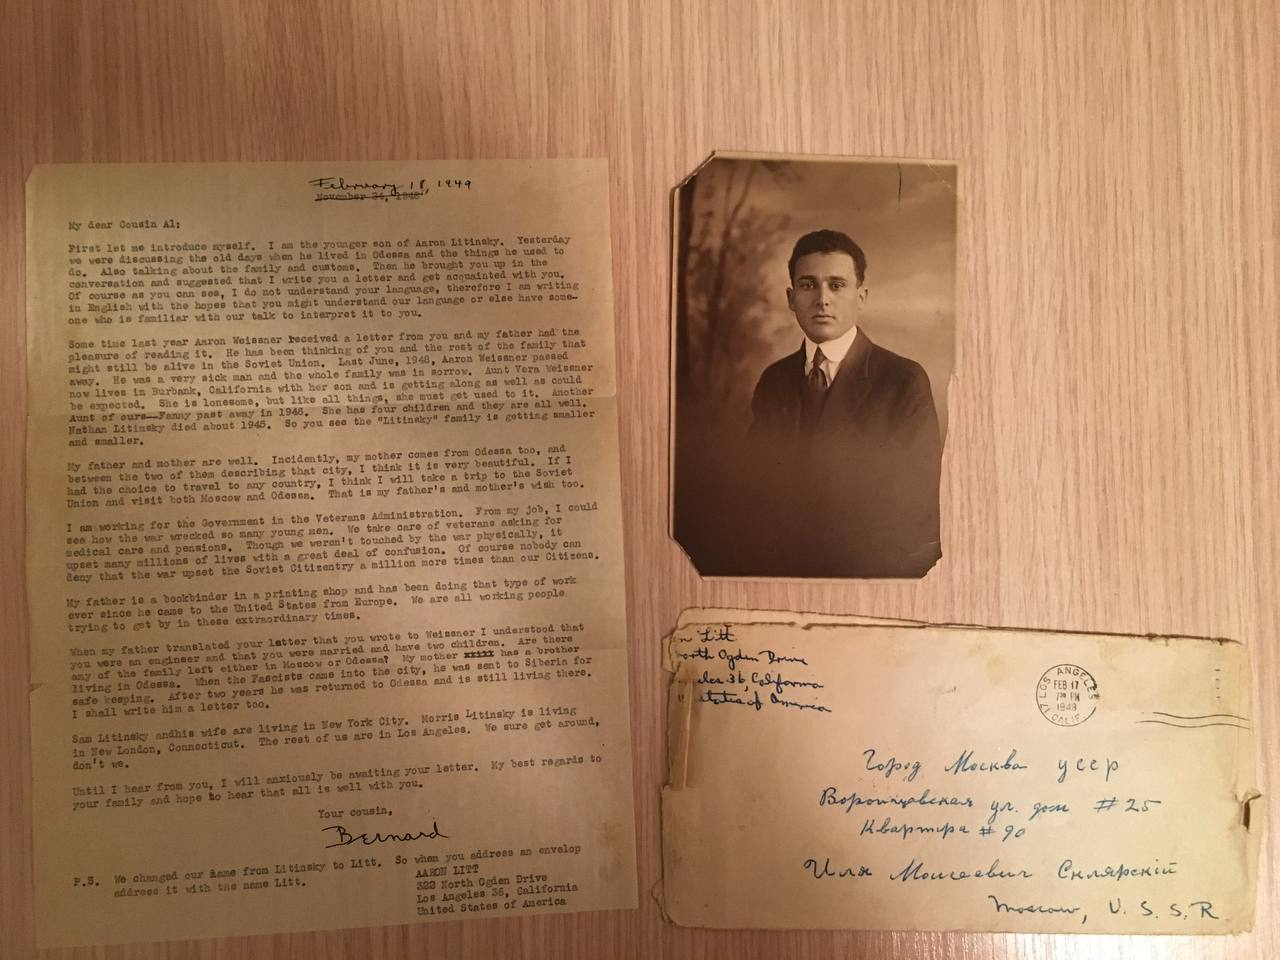 February 18, 1949
November 24, 1948
My dear Cousin Al:
First let me introduce myself. I am the younger son of Aaron Litinsky. Yesterday
we were discussing the old days when he lived in Odessa and the things he used to
do. Also talking about the family and customs. Then he brought you up in the
conversation and suggested that I write you a letter and get acquainted with you.
Of course as you can see, I do not understand your language, therefore I am writing
in English with the hopes that you might understand our language or else have some-
one who is familiar with our talk to interpret it to you.
Some time last year Aaron Weissner received a letter from you and my father had the
pleasure of reading it. He has been thinking of you and the rest of the family that
might still be alive in the Soviet Union. Last June, 1948, Aaron Weissner passed
away. He was a very sick man and the whole family was in sorrow. Aunt Vera Weissner
now lives in Burbank, California with her son and is getting along as well as could
be expected. She is lonesome, but like all things, she must get used to it. Another
Aunt of ours--Fanny past away in 1946. She has four children and they are all well.
Nathan Litinsky died about 1945. So you see the "Litinsky" family is getting smaller
and smaller.
My father and mother are well. Incidently, my mother comes from Odessa too, and
between the two of them describing that city, I think it is very beautiful. If I
had the choice to travel to any country, I think I will take a trip to the Soviet
Union and visit both Moscow and Odessa. That is my father's and mother's wish too.
I am working for the Government in the Veterans Administration. From my job, I could
see how the war wrecked so many young men. We take care of veterans asking for
medical care and pensions. Though we weren't touched by the war physically, it
upset many millions of lives with a great deal of confusion. Of course nobody can
deny that the war upset the Soviet Citizentry a million more times than our Citizens.
My father is a bookbinder in a printing shop and has been doing that type of work
ever since he came to the United States from Europe. We are all working people
trying to get by in these extraordinary times.
When my father translated your letter that you wrote to Weissner I understood that
you were an engineer and that you were married and have two children. Are there
any of the family left either in Moscow or Odessa? My mother has a brother
living in Odessa. When the Fascists came into the city, he was sent to Siberia for
safe keeping. After two years he was returned to Odessa and is still living there.
I shall write him a letter too.
Sam Litinsky andhis wife are living in New York City. Morris Litinsky is living
in New London, Connecticut. The rest of us are in Los Angeles. We sure get around,
don't we.
Until I hear from you, I will anxiously be awaiting your letter. My best regards to
your family and hope to hear that all is well with you.
Your cousin,
Bernard
P.S. We changed our name from Litinsky to Litt. So when you address an envelop
address it with the name Litt.
AARON LITT
322 North Ogden Drive
Los Angeles 36, California
United States of America
n Litt
orth Ogden Drive
les 36, California
States of America
LOS ANGELES
FEB 17
7 30 PM
1949
CALIF.
Город Москва УССР
Воронцовская ул. дом # 25
Квартира # 90
Иля Моисеевич Склярскій
Moscow, U.S.S.R.